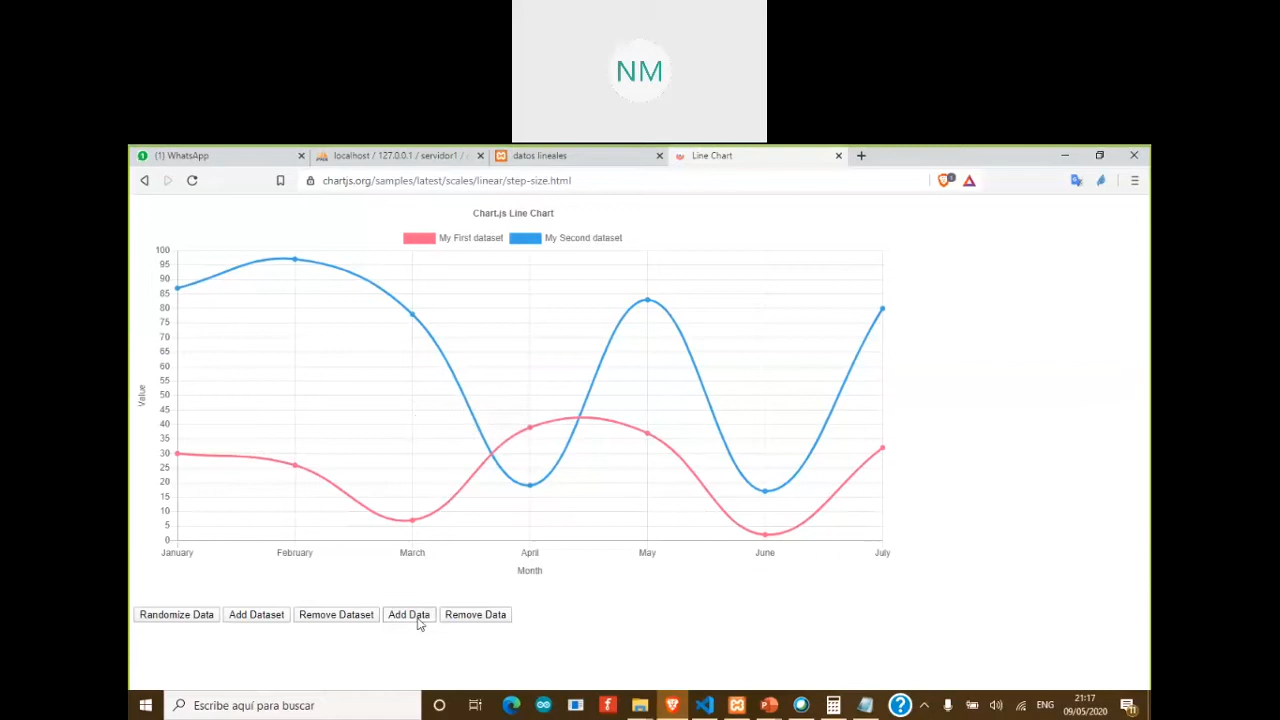 NM
(1) WhatsApp
localhost / 127.0.0.1 / servidor1 /
datos lineales
Line Chart
chartjs.org/samples/latest/scales/linear/step-size.html
Chart.js Line Chart
My First dataset
My Second dataset
100
95
90
85
80
75
70
65
60
55
50
45
40
35
30
25
20
15
10
5
0
Value
January February March April May June July
Month
Randomize Data Add Dataset Remove Dataset Add Data Remove Data
Escribe aquí para buscar
ENG
21:17
09/05/2020